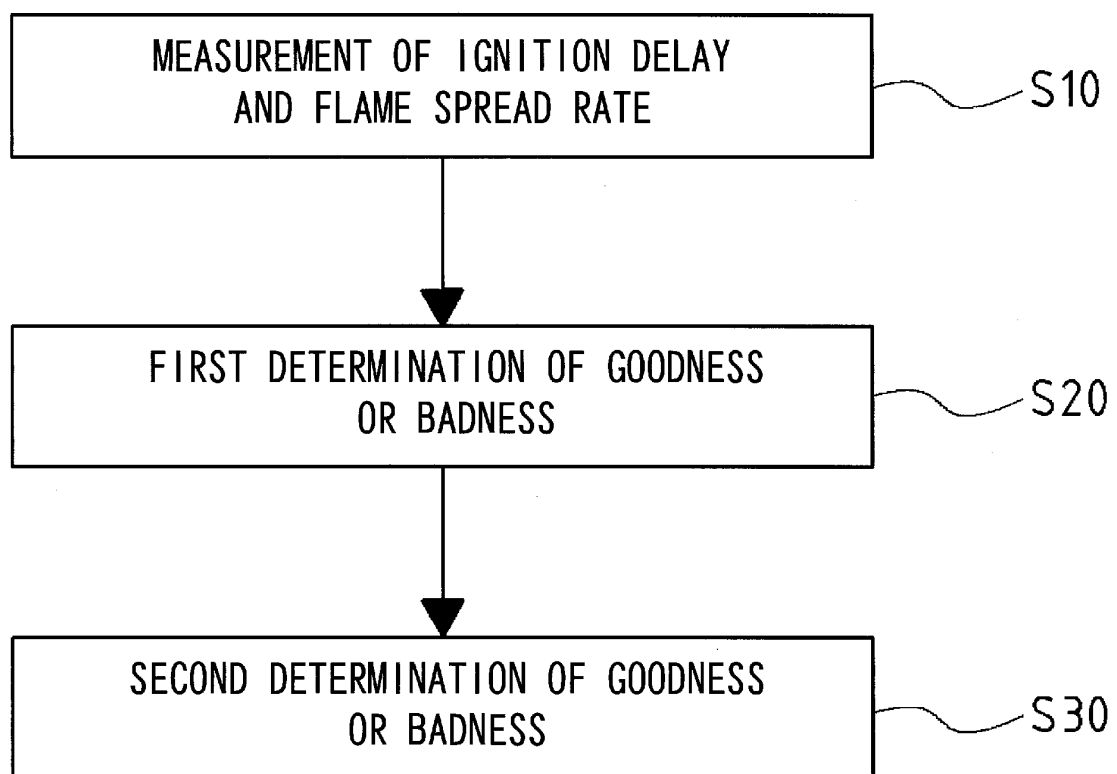 MEASUREMENT OF IGNITION DELAY
AND FLAME SPREAD RATE
S10
FIRST DETERMINATION OF GOODNESS
OR BADNESS
S20
SECOND DETERMINATION OF GOODNESS
OR BADNESS
S30